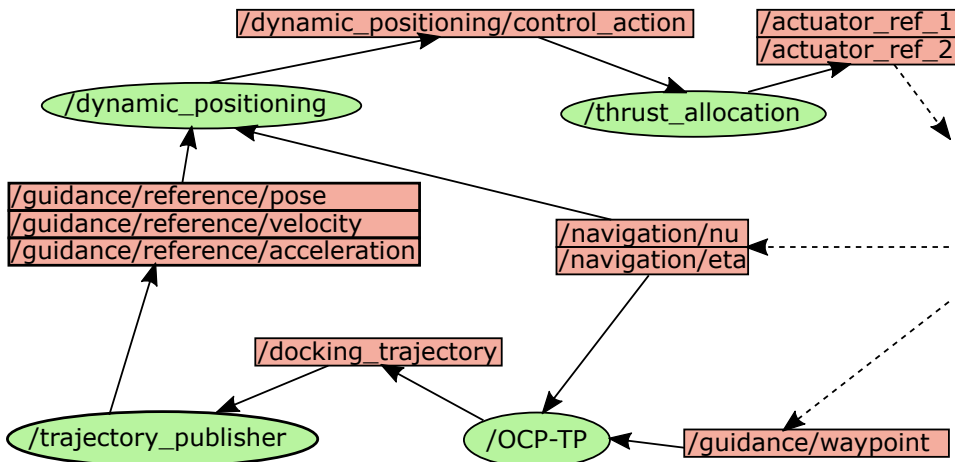 /dynamic_positioning/control_action
/actuator_ref_1
/actuator_ref_2
/dynamic_positioning
/thrust_allocation
/guidance/reference/pose
/guidance/reference/velocity
/guidance/reference/acceleration
/navigation/nu
/navigation/eta
/docking_trajectory
/trajectory_publisher
/OCP-TP
/guidance/waypoint